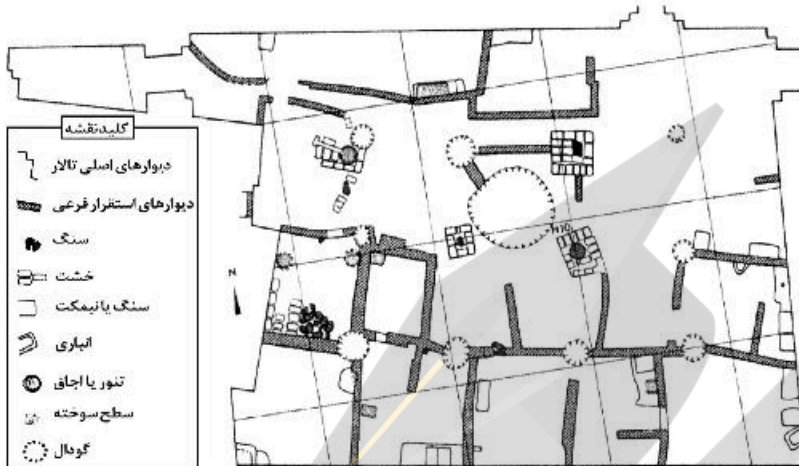 کلید نقشه
دیوارهای اصلی تالار
دیوارهای استقرار فرعی
سنگ
خشت
سنگ یا نیمکت
انباری
تنور یا اجاق
سطح سوخته
گودال
N
N10